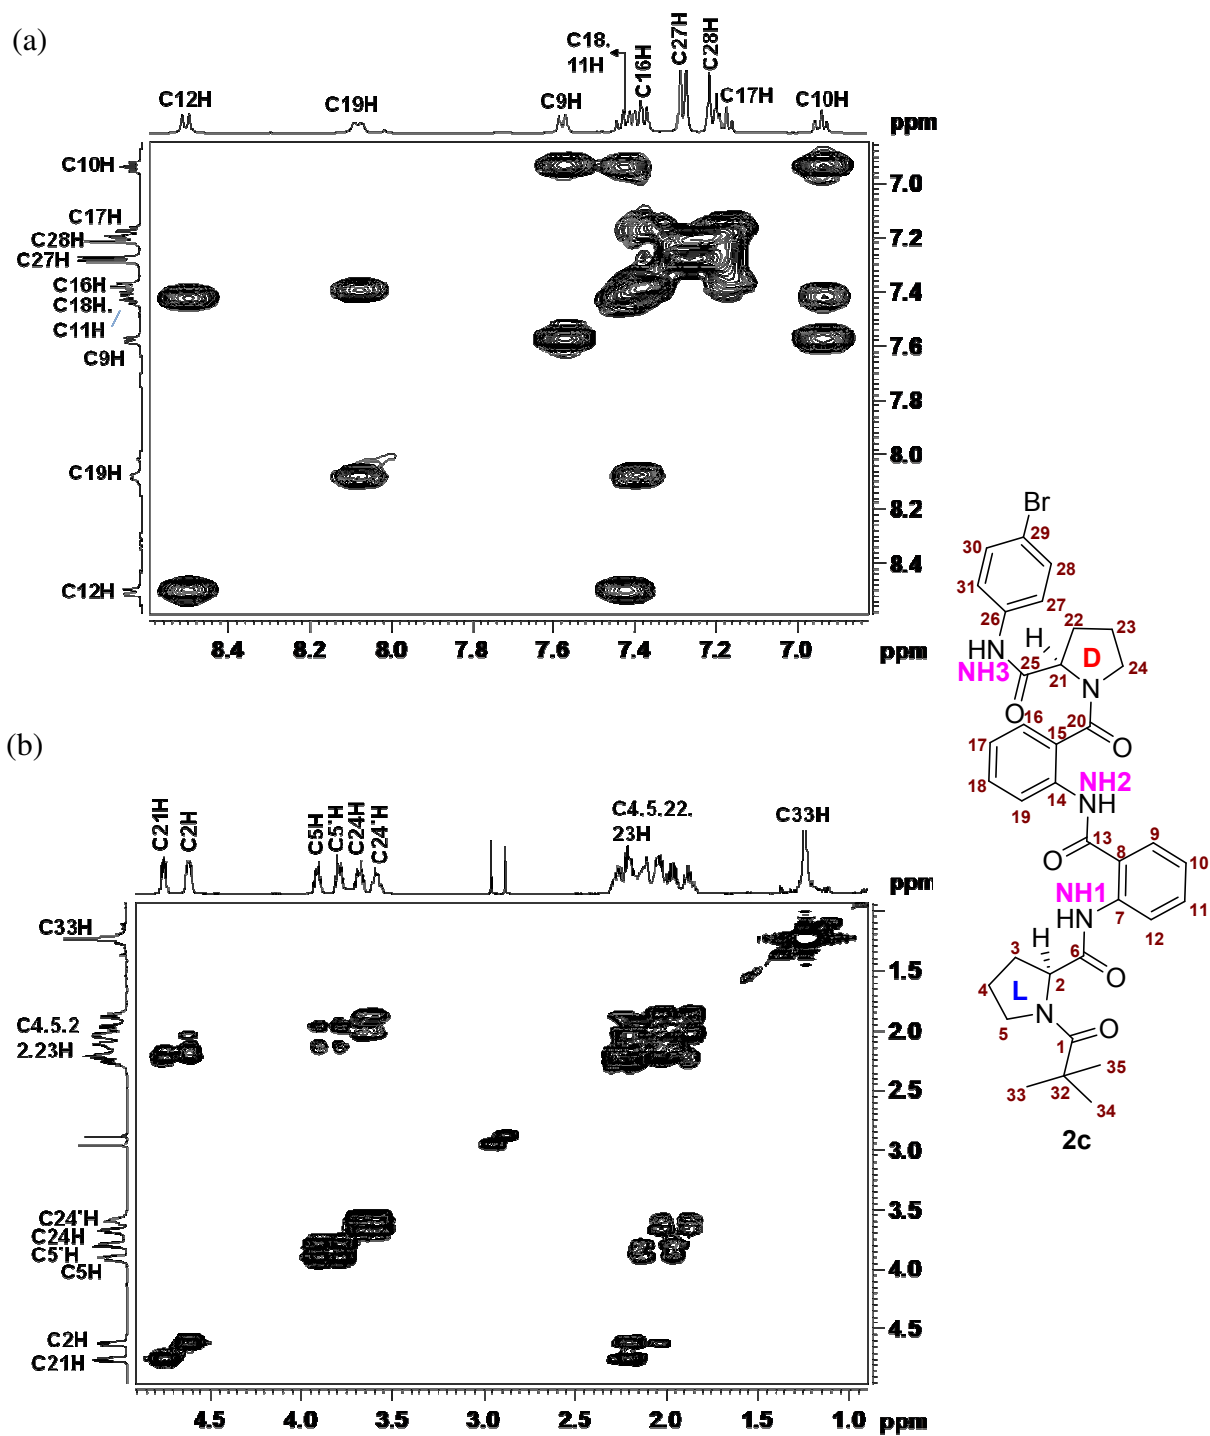 (a)
C18.
11H
C16H
C27H
C28H
C12H
C19H
C9H
C17H
C10H
ppm
C10H
C17H
C28H
C27H
C16H
C18H.
C11H
C9H
C19H
C12H
7.0
7.2
7.4
7.6
7.8
8.0
8.2
8.4
8.4 8.2 8.0 7.8 7.6 7.4 7.2 7.0 ppm
(b)
C21H
C2H
C5H
C5'H
C24H
C24'H
C4.5.22.
23H
C33H
ppm
C33H
C4.5.2
2.23H
C24'H
C24H
C5'H
C5H
C2H
C21H
1.5
2.0
2.5
3.0
3.5
4.0
4.5
4.5 4.0 3.5 3.0 2.5 2.0 1.5 1.0 ppm
Br
29
30
28
31
27
26
22
23
H
HN
NH3
25
D
24
21
N
O
16
20
15
O
17
18
NH2
14
N
H
19
13
9
O
8
10
NH1
7
11
HN
12
H
3
6
O
4
L
2
N
5
1
O
35
33
32
34
2c